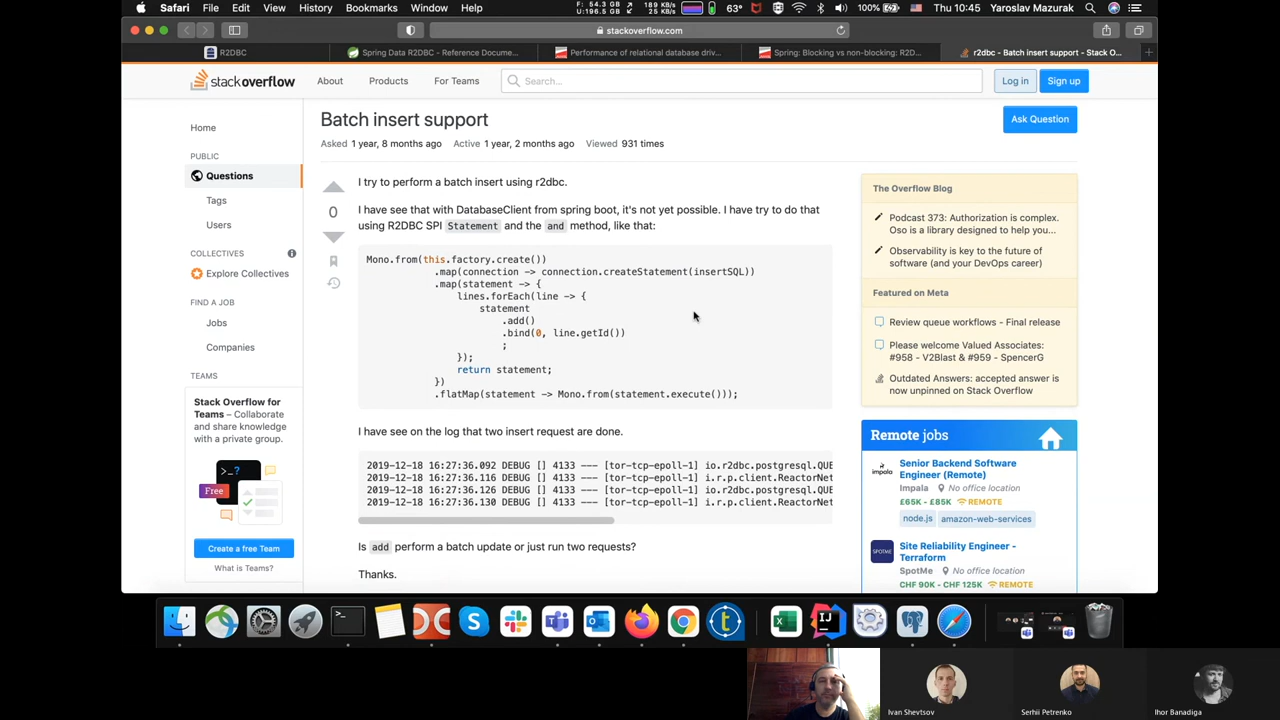 Safari File Edit View History Bookmarks Window Help
F: 54.3 GB
U:196.5 GB
189 KB/s
25 KB/s
63° 100% Thu 10:45 Yaroslav Mazurak
stackoverflow.com
R2DBC
Spring Data R2DBC - Reference Docume...
Performance of relational database driv...
Spring: Blocking vs non-blocking: R2D...
r2dbc - Batch insert support - Stack O...
stackoverflow
About Products For Teams
Search...
Log in Sign up
Home
PUBLIC
Questions
Tags
Users
COLLECTIVES
Explore Collectives
FIND A JOB
Jobs
Companies
TEAMS
Stack Overflow for
Teams – Collaborate
and share knowledge
with a private group.
>_?
Free
Create a free Team
What is Teams?
Batch insert support
Ask Question
Asked 1 year, 8 months ago Active 1 year, 2 months ago Viewed 931 times
0
I try to perform a batch insert using r2dbc.
I have see that with DatabaseClient from spring boot, it's not yet possible. I have try to do that
using R2DBC SPI Statement and the and method, like that:
Mono.from(this.factory.create())
.map(connection -> connection.createStatement(insertSQL))
.map(statement -> {
lines.forEach(line -> {
statement
.add()
.bind(0, line.getId())
;
});
return statement;
})
.flatMap(statement -> Mono.from(statement.execute()));
I have see on the log that two insert request are done.
2019-12-18 16:27:36.092 DEBUG [] 4133 --- [tor-tcp-epoll-1] io.r2dbc.postgresql.QUE
2019-12-18 16:27:36.116 DEBUG [] 4133 --- [tor-tcp-epoll-1] i.r.p.client.ReactorNet
2019-12-18 16:27:36.126 DEBUG [] 4133 --- [tor-tcp-epoll-1] io.r2dbc.postgresql.QUE
2019-12-18 16:27:36.130 DEBUG [] 4133 --- [tor-tcp-epoll-1] i.r.p.client.ReactorNet
Is add perform a batch update or just run two requests?
Thanks.
The Overflow Blog
Podcast 373: Authorization is complex.
Oso is a library designed to help you...
Observability is key to the future of
software (and your DevOps career)
Featured on Meta
Review queue workflows - Final release
Please welcome Valued Associates:
#958 - V2Blast & #959 - SpencerG
Outdated Answers: accepted answer is
now unpinned on Stack Overflow
Remote jobs
impala
Senior Backend Software
Engineer (Remote)
Impala No office location
£65K - £85K REMOTE
node.js amazon-web-services
SPOTME
Site Reliability Engineer -
Terraform
SpotMe No office location
CHF 90K - CHF 125K REMOTE
Ivan Shevtsov
Serhii Petrenko
Ihor Banadiga